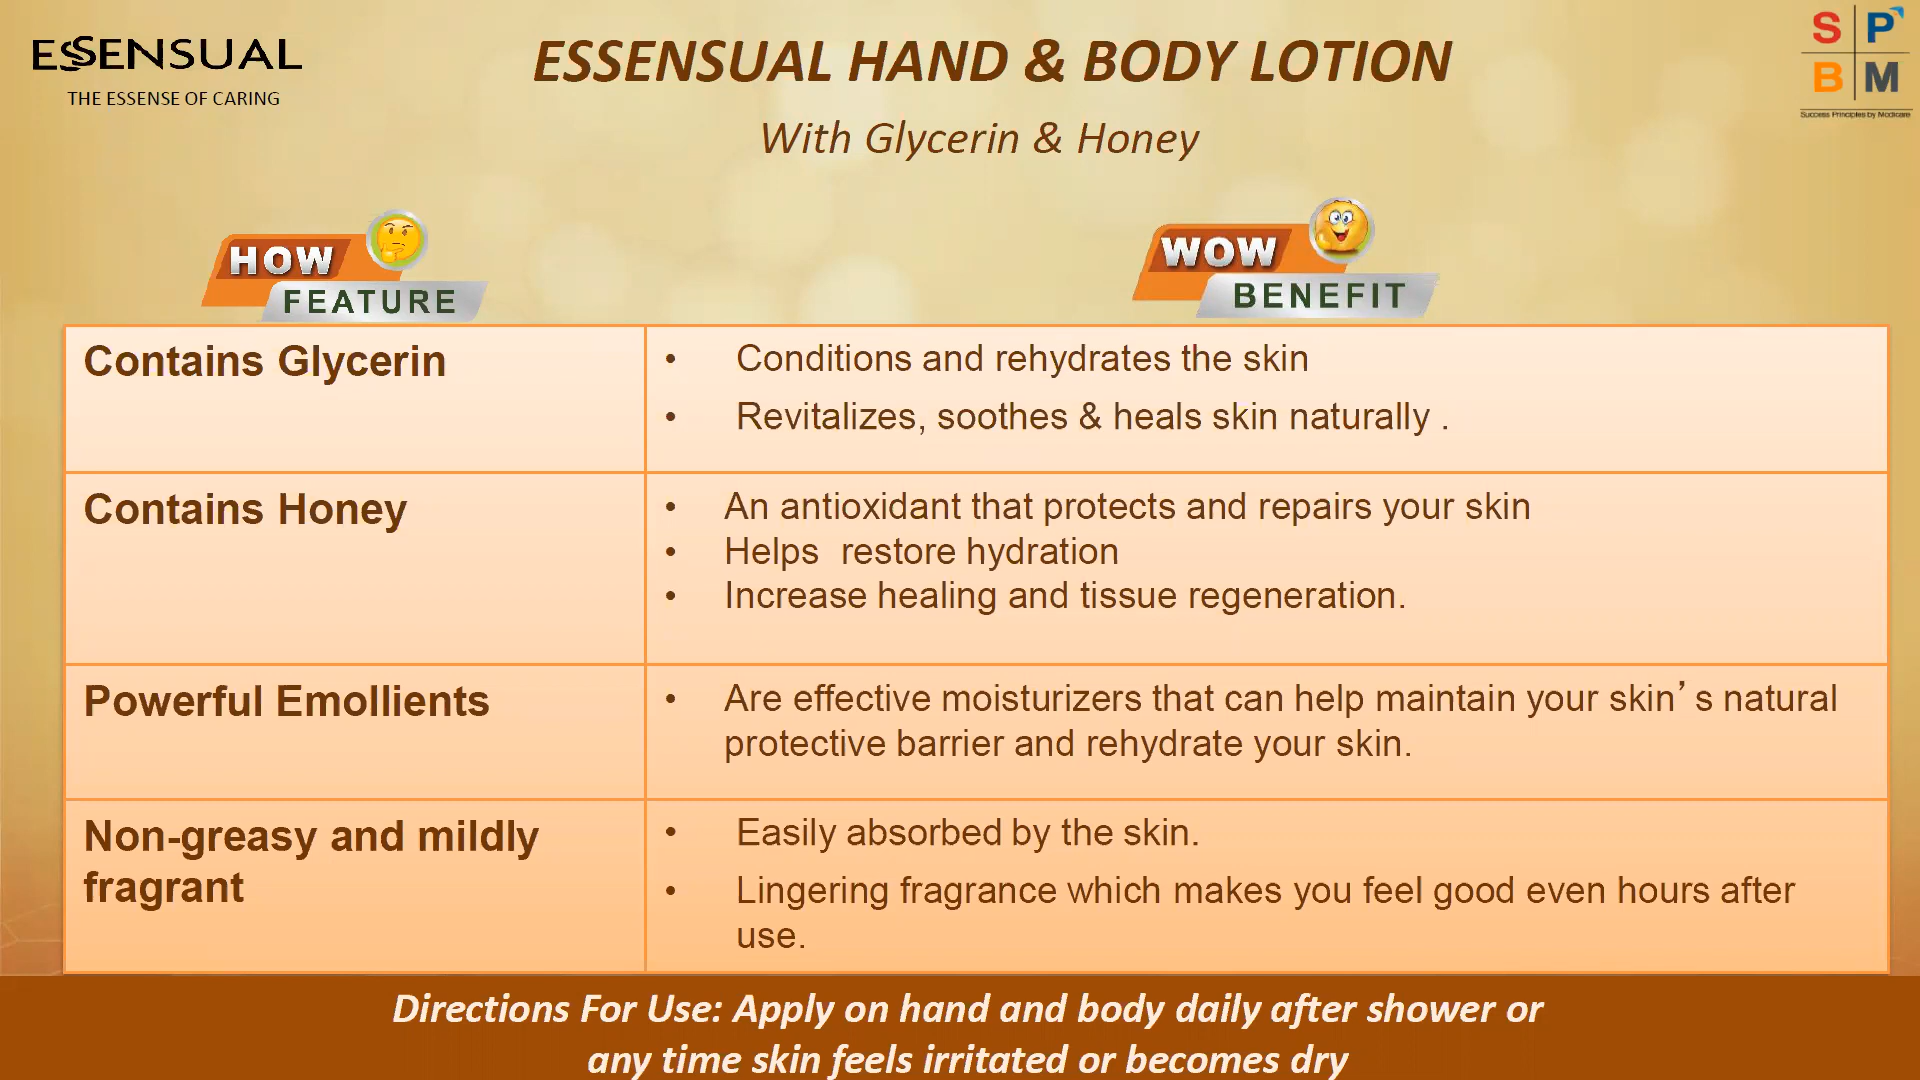 ESSENSUAL
THE ESSENSE OF CARING
ESSENSUAL HAND & BODY LOTION
With Glycerin & Honey
S P
B M
Success Principles by Modicare
HOW
FEATURE
WOW
BENEFIT
Contains Glycerin
• Conditions and rehydrates the skin
• Revitalizes, soothes & heals skin naturally .
Contains Honey
• An antioxidant that protects and repairs your skin
• Helps  restore hydration
• Increase healing and tissue regeneration.
Powerful Emollients
• Are effective moisturizers that can help maintain your skin’s natural
protective barrier and rehydrate your skin.
Non-greasy and mildly
fragrant
• Easily absorbed by the skin.
• Lingering fragrance which makes you feel good even hours after
use.
Directions For Use: Apply on hand and body daily after shower or
any time skin feels irritated or becomes dry